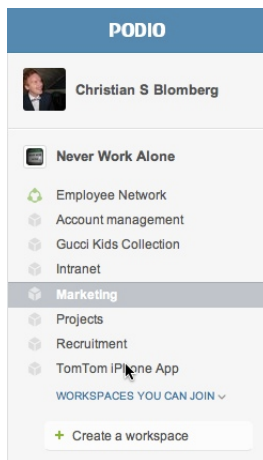 PODIO
Christian S Blomberg
Never Work Alone
Employee Network
Account management
Gucci Kids Collection
Intranet
Marketing
Projects
Recruitment
TomTom iPhone App
WORKSPACES YOU CAN JOIN
+ Create a workspace